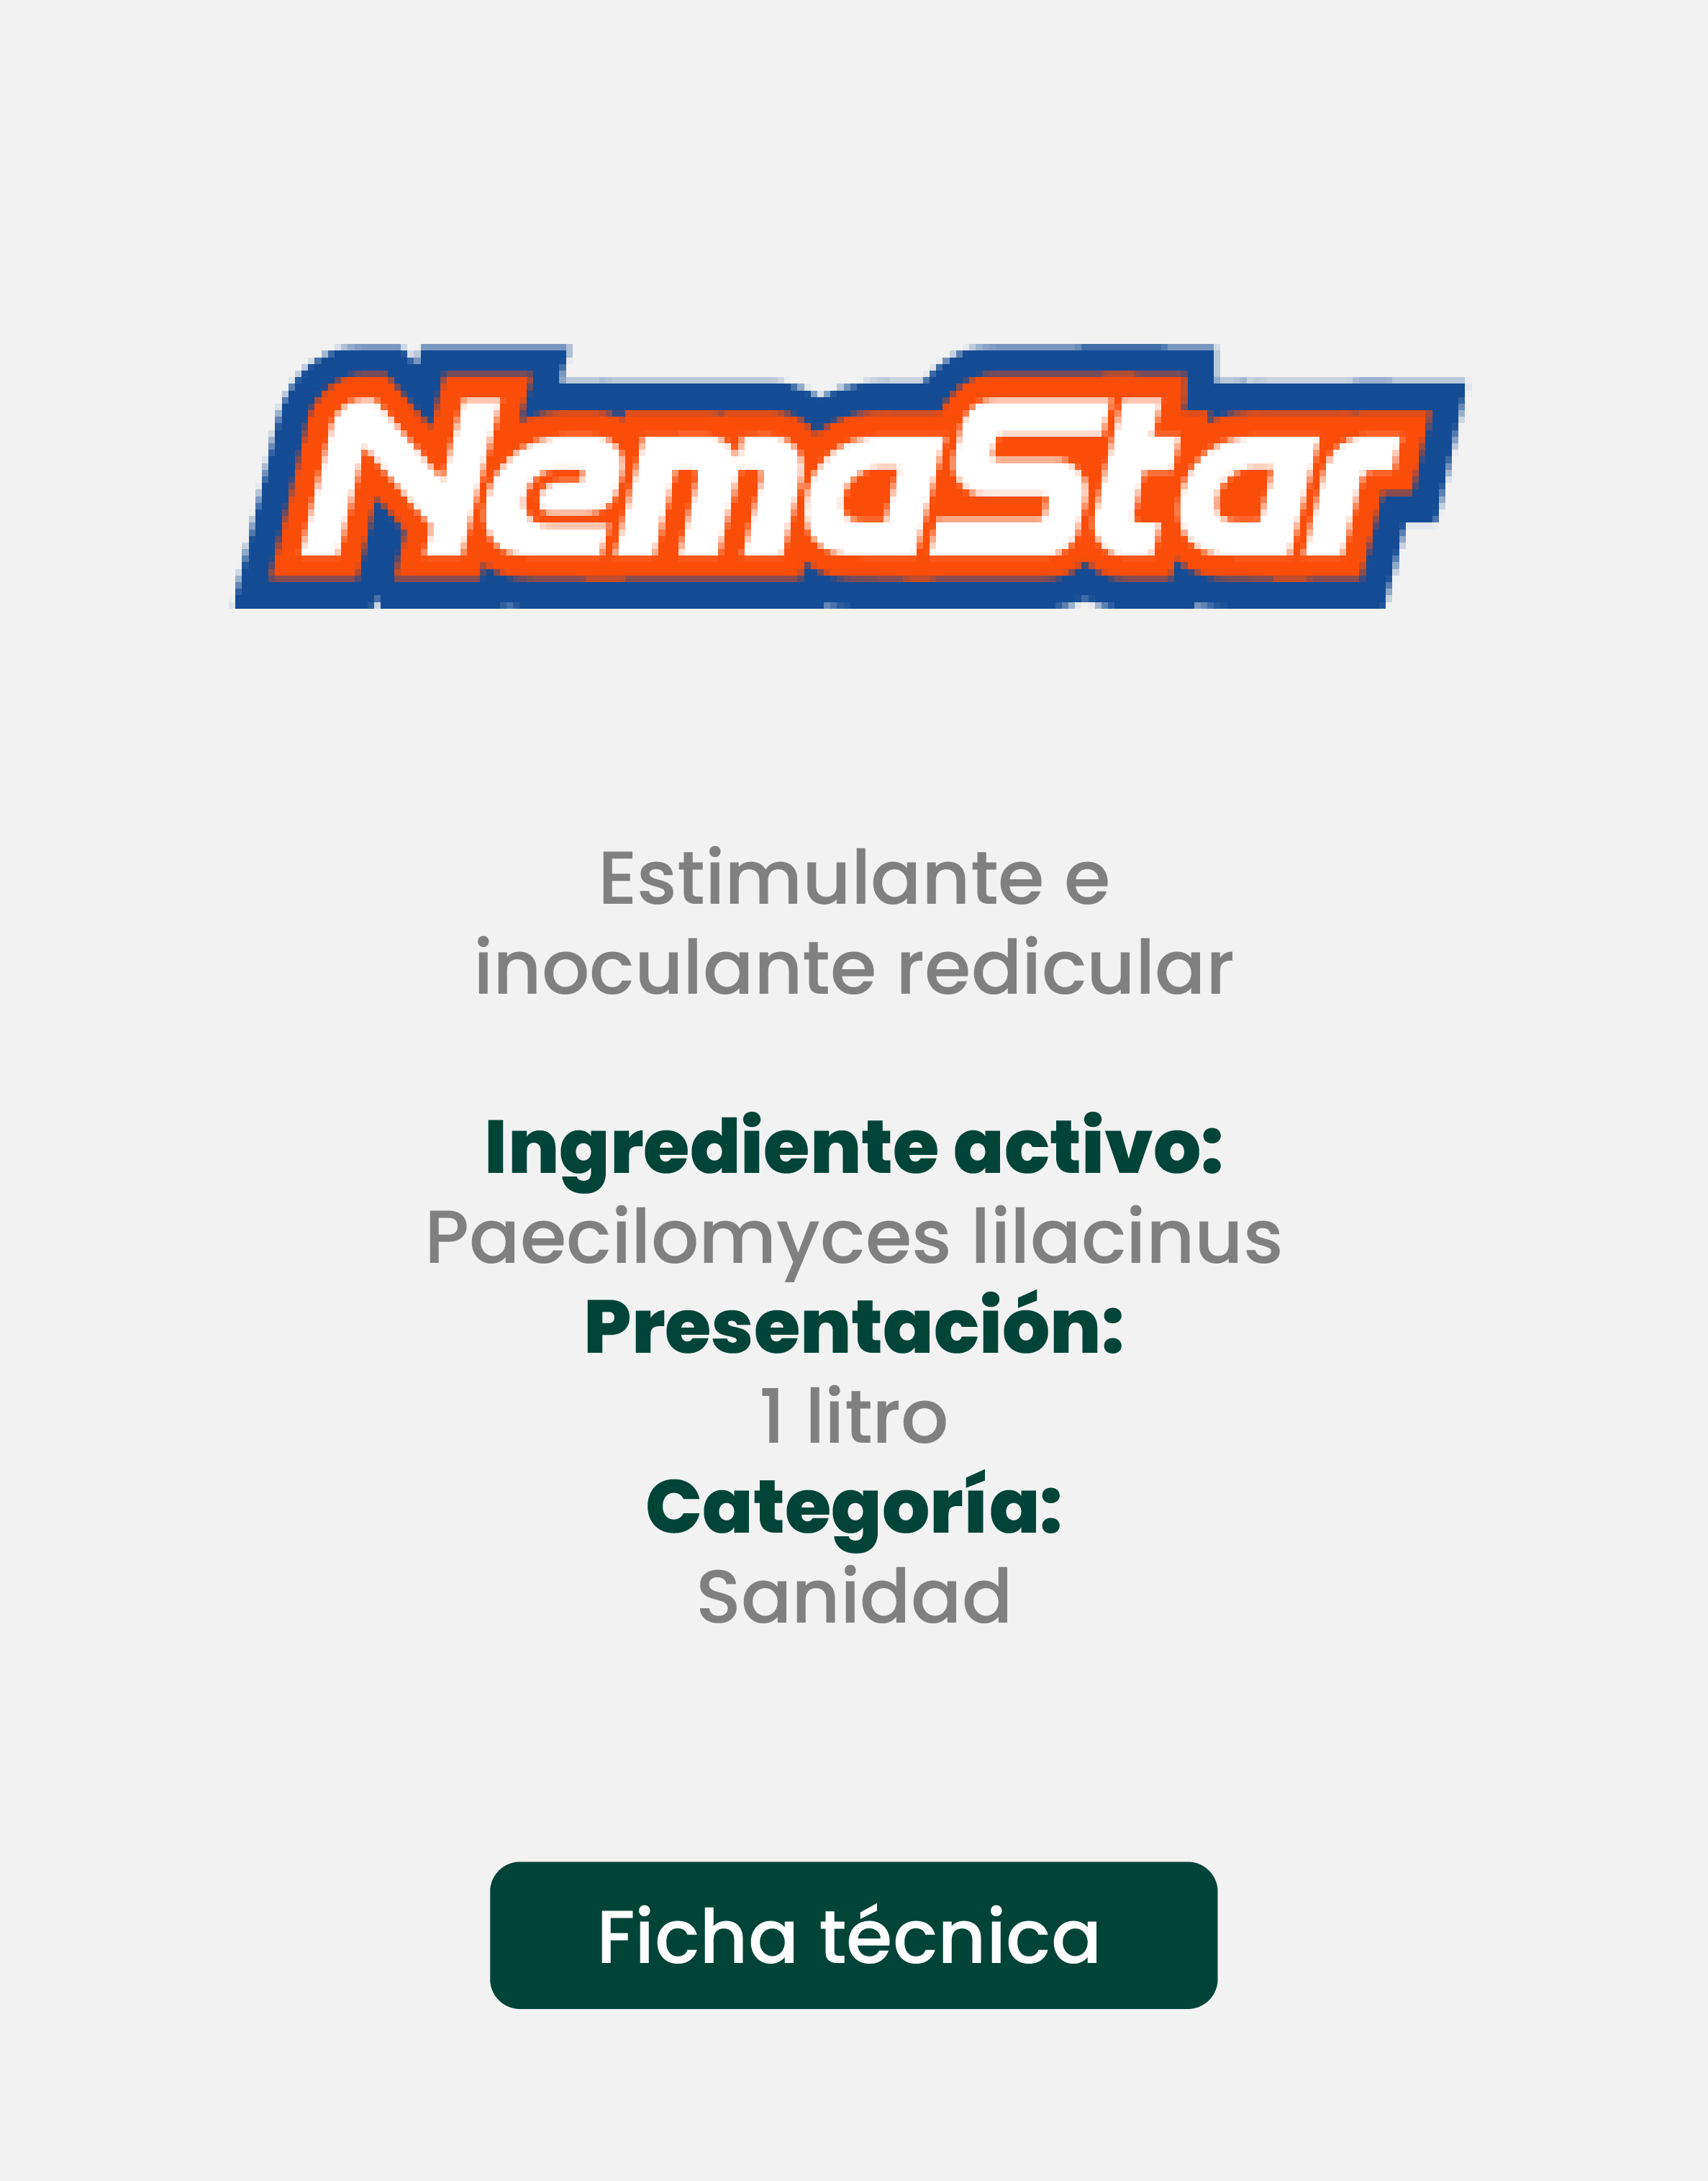 NemaStar
Estimulante e
inoculante redicular
Ingrediente activo:
Paecilomyces lilacinus
Presentación:
1 litro
Categoría:
Sanidad
Ficha técnica